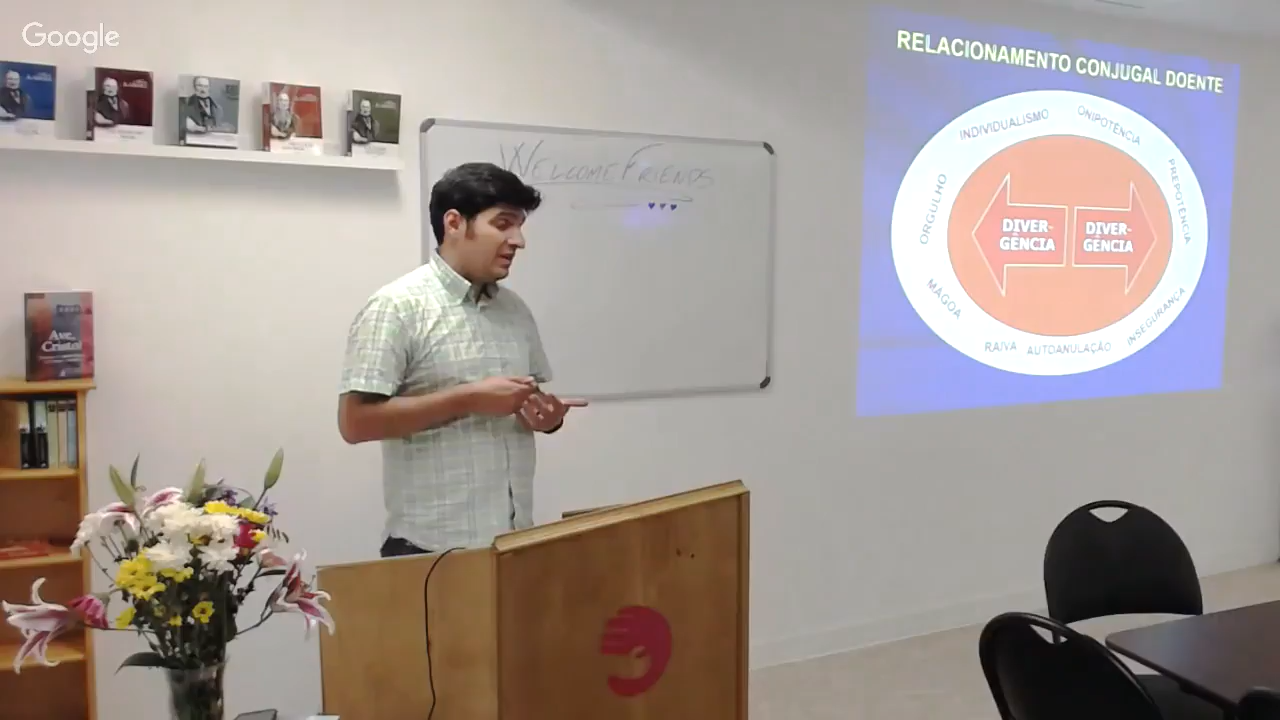 Google
WELCOME FRIENDS
RELACIONAMENTO CONJUGAL DOENTE
INDIVIDUALISMO
ONIPOTÊNCIA
PREPOTÊNCIA
INSEGURANÇA
AUTOANULAÇÃO
RAIVA
MÁGOA
ORGULHO
DIVER-
GÊNCIA
DIVER-
GÊNCIA
Ave,
Cristo!